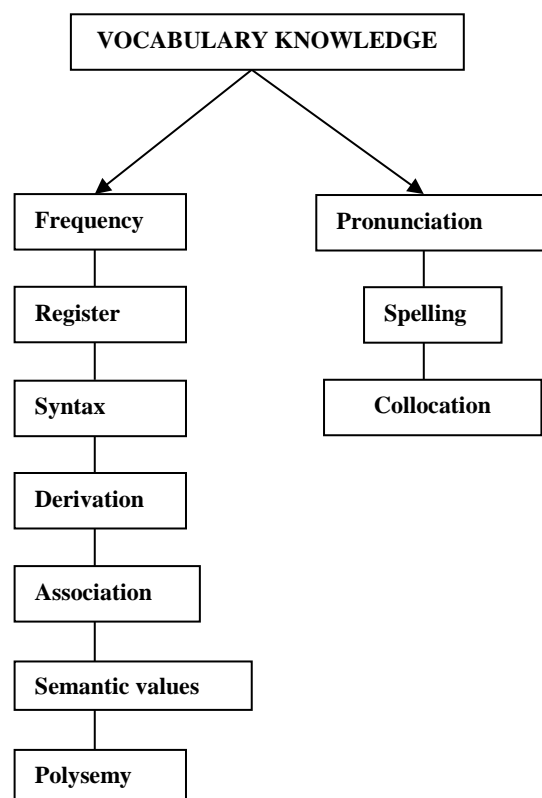 VOCABULARY KNOWLEDGE
Frequency
Pronunciation
Register
Spelling
Syntax
Collocation
Derivation
Association
Semantic values
Polysemy